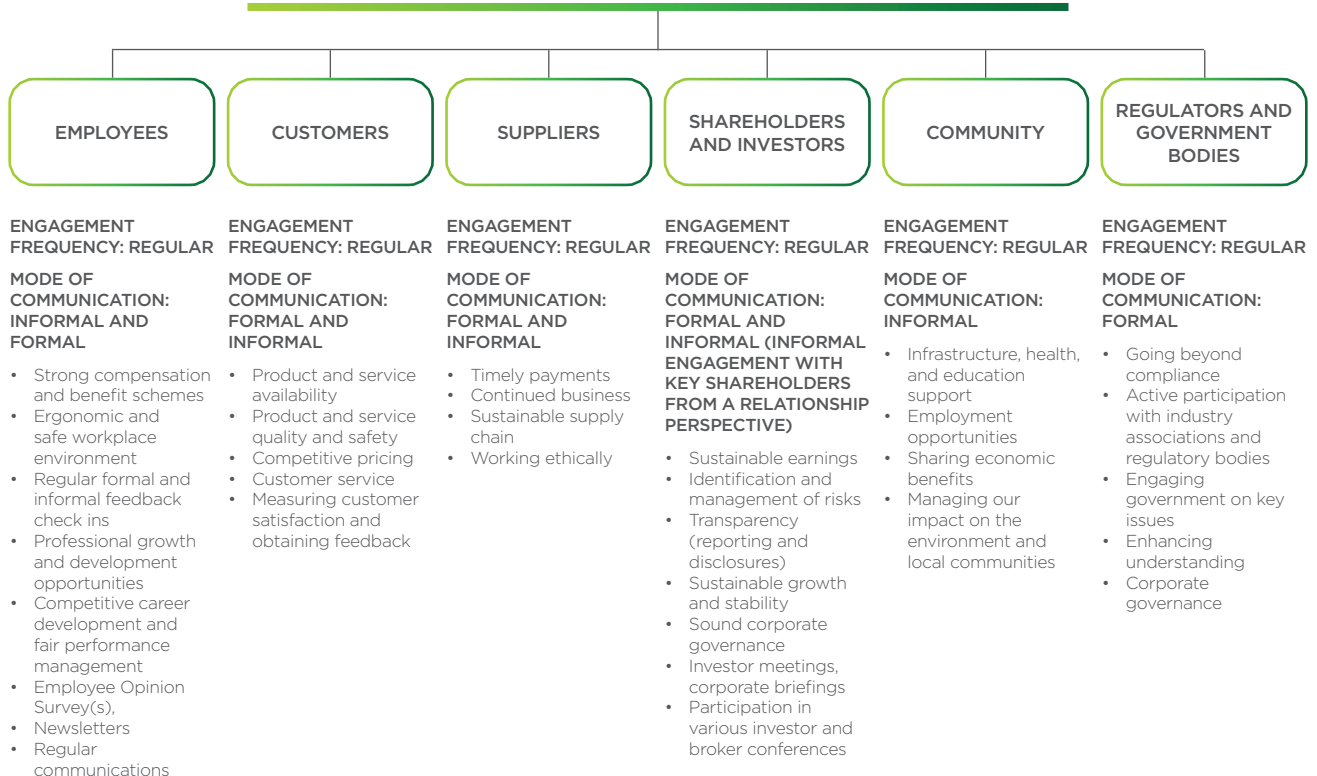 EMPLOYEES
CUSTOMERS
SUPPLIERS
SHAREHOLDERS
AND INVESTORS
COMMUNITY
REGULATORS AND
GOVERNMENT
BODIES
ENGAGEMENT
FREQUENCY: REGULAR
MODE OF
COMMUNICATION:
INFORMAL AND
FORMAL
• Strong compensation
and benefit schemes
• Ergonomic and
safe workplace
environment
• Regular formal and
informal feedback
check ins
• Professional growth
and development
opportunities
• Competitive career
development and
fair performance
management
• Employee Opinion
Survey(s),
• Newsletters
• Regular
communications
ENGAGEMENT
FREQUENCY: REGULAR
MODE OF
COMMUNICATION:
FORMAL AND
INFORMAL
• Product and service
availability
• Product and service
quality and safety
• Competitive pricing
• Customer service
• Measuring customer
satisfaction and
obtaining feedback
ENGAGEMENT
FREQUENCY: REGULAR
MODE OF
COMMUNICATION:
FORMAL AND
INFORMAL
• Timely payments
• Continued business
• Sustainable supply
chain
• Working ethically
ENGAGEMENT
FREQUENCY: REGULAR
MODE OF
COMMUNICATION:
FORMAL AND
INFORMAL (INFORMAL
ENGAGEMENT WITH
KEY SHAREHOLDERS
FROM A RELATIONSHIP
PERSPECTIVE)
• Sustainable earnings
• Identification and
management of risks
• Transparency
(reporting and
disclosures)
• Sustainable growth
and stability
• Sound corporate
governance
• Investor meetings,
corporate briefings
• Participation in
various investor and
broker conferences
ENGAGEMENT
FREQUENCY: REGULAR
MODE OF
COMMUNICATION:
INFORMAL
• Infrastructure, health,
and education
support
• Employment
opportunities
• Sharing economic
benefits
• Managing our
impact on the
environment and
local communities
ENGAGEMENT
FREQUENCY: REGULAR
MODE OF
COMMUNICATION:
FORMAL
• Going beyond
compliance
• Active participation
with industry
associations and
regulatory bodies
• Engaging
government on key
issues
• Enhancing
understanding
• Corporate
governance